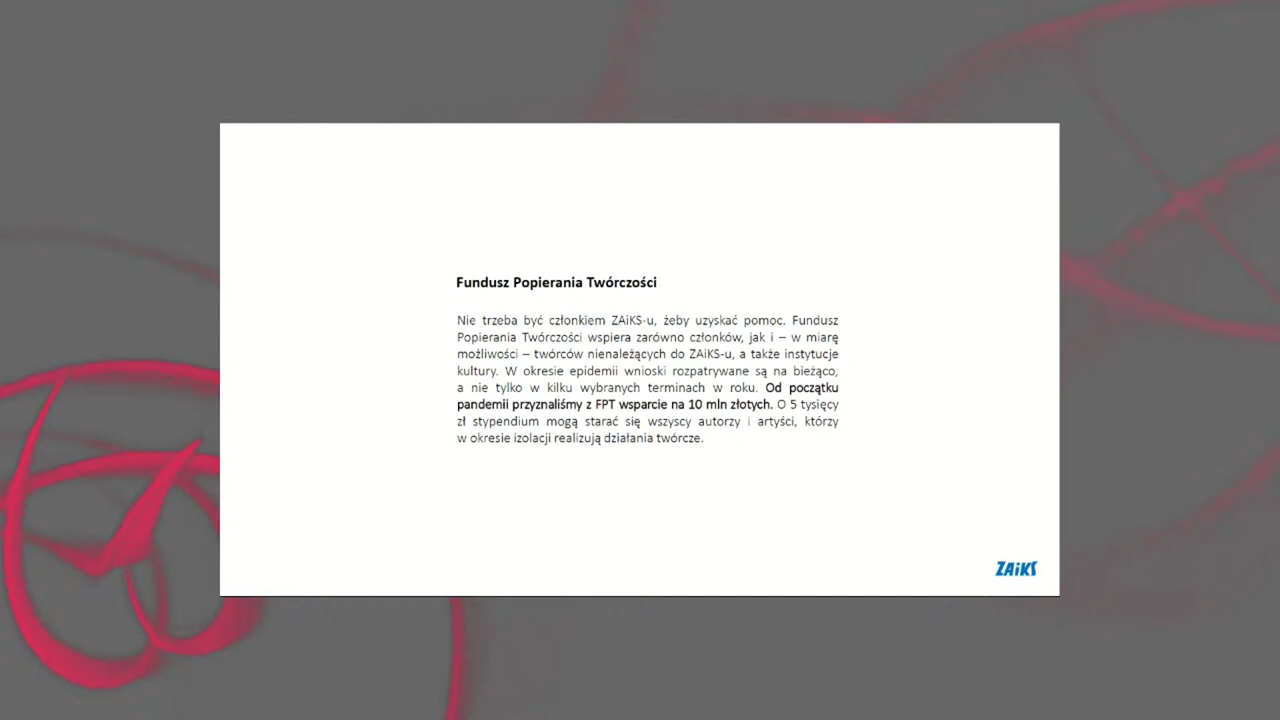 Fundusz Popierania Twórczości
Nie trzeba być członkiem ZAiKS-u, żeby uzyskać pomoc. Fundusz
Popierania Twórczości wspiera zarówno członków, jak i – w miarę
możliwości – twórców nienależących do ZAiKS-u, a także instytucje
kultury. W okresie epidemii wnioski rozpatrywane są na bieżąco,
a nie tylko w kilku wybranych terminach w roku. Od początku
pandemii przyznaliśmy z FPT wsparcie na 10 mln złotych. O 5 tysięcy
zł stypendium mogą starać się wszyscy autorzy i artyści, którzy
w okresie izolacji realizują działania twórcze.
ZAiKS